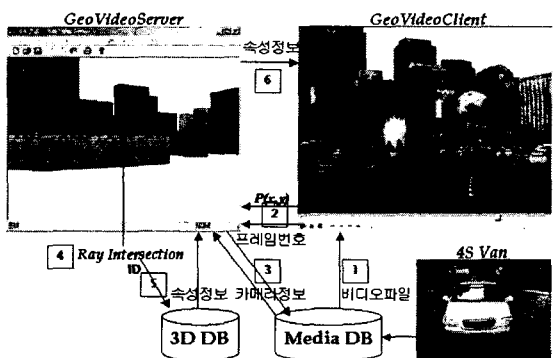 GeoVideoServer
GeoVideoClient
속성정보
6
P(x,y)
2
프레임번호
4 Ray Intersection
ID
5
3
1
4S Van
속성정보 카메라정보 비디오파일
3D DB
Media DB